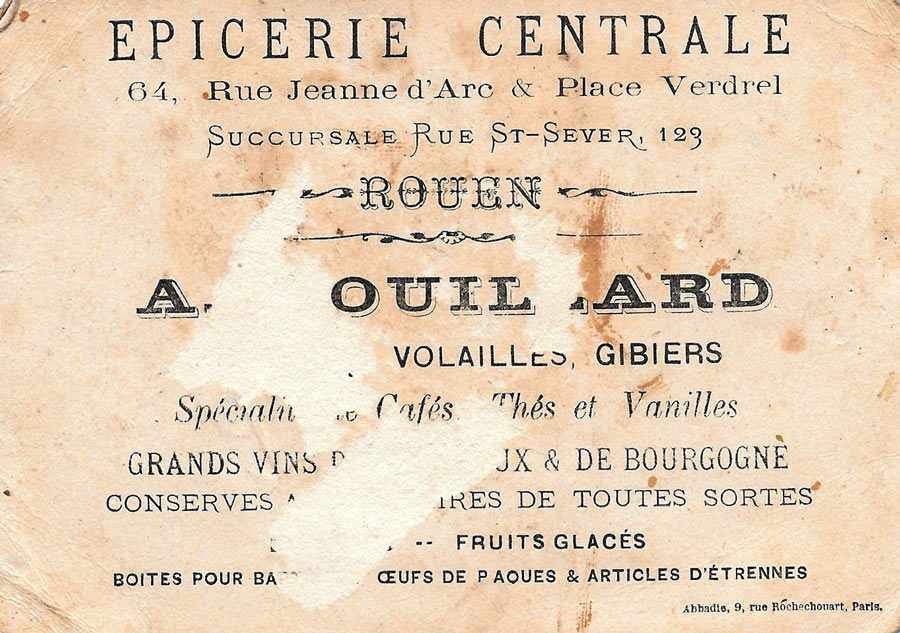 EPICERIE CENTRALE
64, Rue Jeanne d'Arc & Place Verdrel
SUCCURSALE RUE ST-SEVER, 123
ROUEN
A.
VOLAILLES, GIBIERS
Cafés, Thés et Vanilles
GRANDS VINS & DE BOURGOGNE
CONSERVES DE TOUTES SORTES
-- FRUITS GLACÉS
BOITES POUR ŒUFS DE PAQUES & ARTICLES D'ÉTRENNES
Abbadie, 9, rue Rochechouart, Paris.